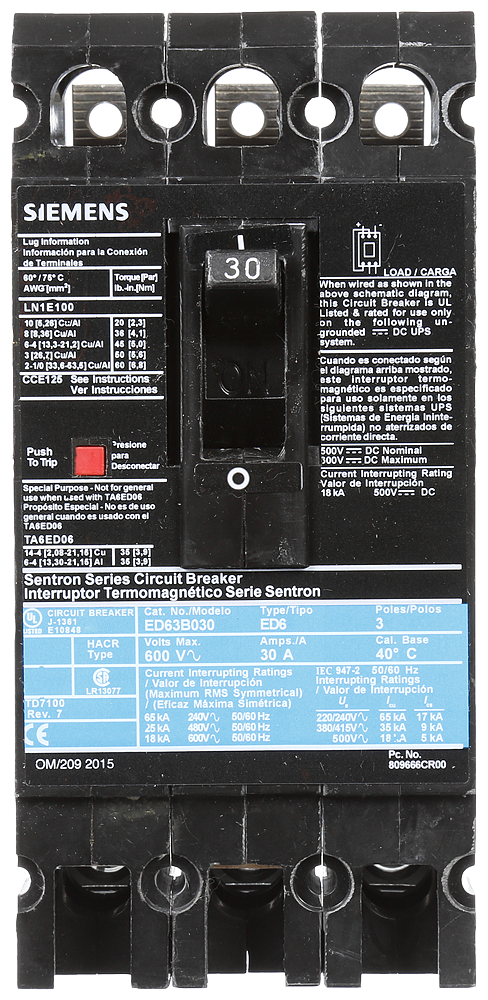 SIEMENS
Lug Information
Información para la Conexión
de Terminales
60° / 75° C Torque[Par]
AWG[mm²] lb.-in.[Nm]
LN1E100
10 [5,26] Cu/Al 20 [2,3]
8 [8,36] Cu/Al 36 [4,1]
6-4 [13,3-21,2] Cu/Al 45 [5,0]
3 [26,7] Cu/Al 50 [5,6]
2-1/0 [33,6-53,5] Cu/Al 60 [6,8]
CCE125 See Instructions
Ver Instrucciones
Push
To Trip
Presione
para
Desconectar
Special Purpose - Not for general
use when used with TA6ED06
Propósito Especial - No es de uso
general cuando es usado con el
TA6ED06
TA6ED06
14-4 [2,08-21,15] Cu 35 [3,9]
6-4 [13,30-21,15] Al 35 [3,9]
30
ON
O
LOAD / CARGA
When wired as shown in the
above schematic diagram,
this Circuit Breaker is UL
Listed & rated for use only
on the following un-
grounded DC UPS
system.
Cuando es conectado según
el diagrama arriba mostrado,
este interruptor termo-
magnético es especificado
para uso solamente en los
siguientes sistemas UPS
(Sistemas de Energia Ininte-
rrumpida) no aterrizados de
corriente directa.
500V DC Nominal
300V DC Maximum
Current Interrupting Rating
Valor de Interrupción
18 kA 500V DC
Sentron Series Circuit Breaker
Interruptor Termomagnético Serie Sentron
UL
LISTED
CIRCUIT BREAKER
J-1361
E10848
HACR
Type
LR13077
TD7100
Rev. 7
CE
Cat. No./Modelo Type/Tipo Poles/Polos
ED63B030 ED6 3
Volts Max. Amps./A Cal. Base
600 V∿ 30 A 40° C
Current Interrupting Ratings
/ Valor de Interrupción
(Maximum RMS Symmetrical)
/ (Eficaz Máxima Simétrica)
65 kA 240V∿ 50/60 Hz
25 kA 480V∿ 50/60 Hz
18 kA 600V∿ 50/60 Hz
IEC 947-2 50/60 Hz
Interrupting Ratings
/ Valor de Interrupción
220/240V∿ 65 kA 17 kA
380/415V∿ 35 kA 9 kA
500V∿ 5 kA
OM/209 2015
Pc. No.
809666CR00